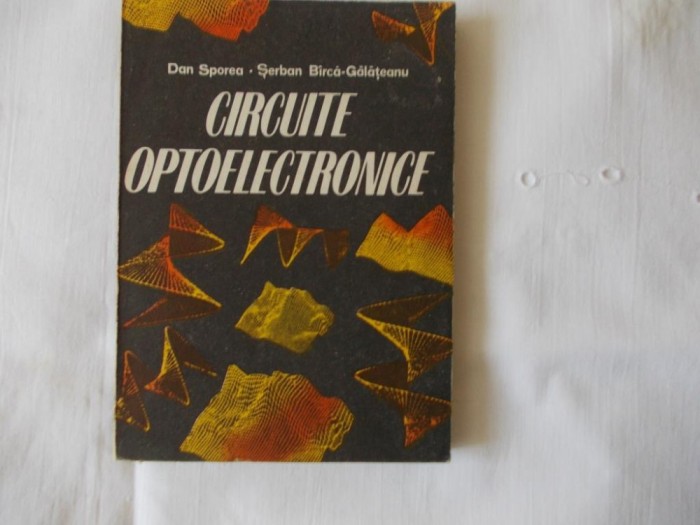 Dan Sporea • Şerban Bîrcă-Gălăţeanu
CIRCUITE
OPTOELECTRONICE